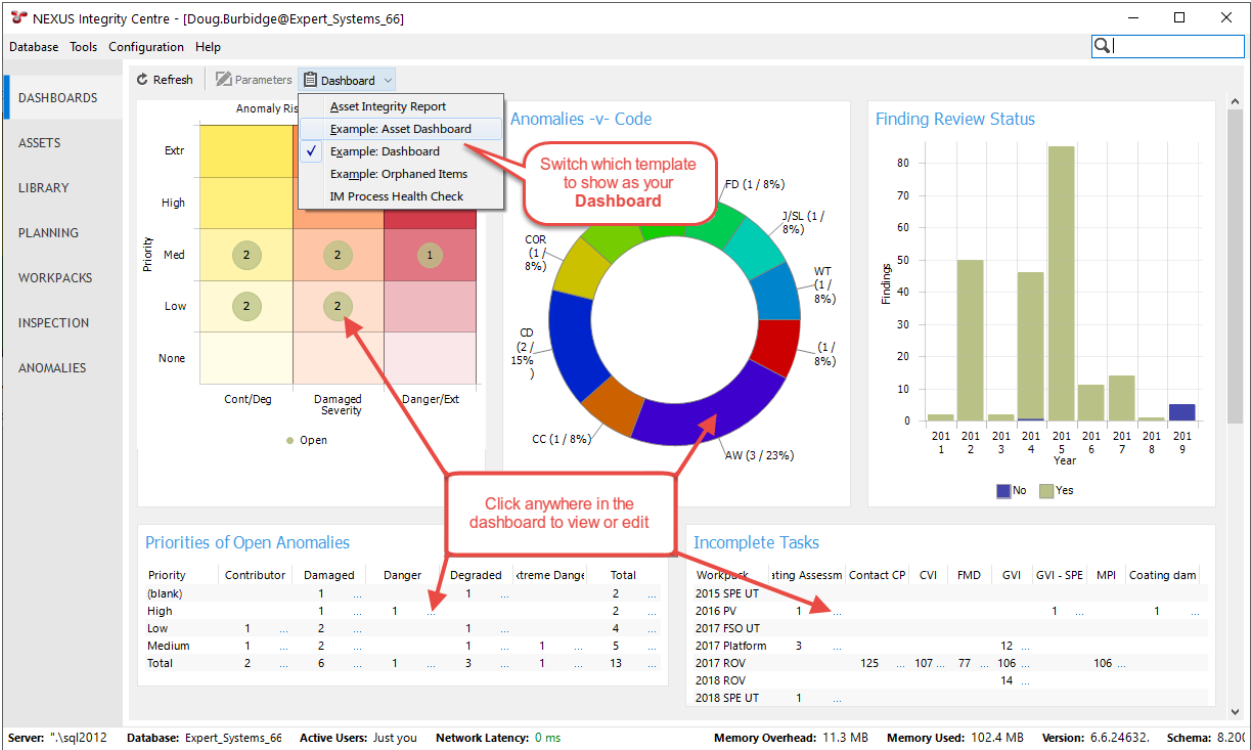 NEXUS Integrity Centre - [Doug.Burbidge@Expert_Systems_66]
Database Tools Configuration Help
Refresh Parameters Dashboard
DASHBOARDS
ASSETS
LIBRARY
PLANNING
WORKPACKS
INSPECTION
ANOMALIES
Asset Integrity Report
Example: Asset Dashboard
Example: Dashboard
Example: Orphaned Items
IM Process Health Check
Switch which template
to show as your
Dashboard
Anomaly Ris
Priority
Extr
High
Med 2 2 1
Low 2 2
None
Cont/Deg Damaged Danger/Ext
Severity
Open
Anomalies -v- Code
FD (1 / 8%)
J/SL (1 /
8%)
WT
(1 /
8%)
(1 /
8%)
AW (3 / 23%)
CC (1 / 8%)
CD
(2 /
15%
)
COR
(1 /
8%)
Finding Review Status
Findings
80
70
60
50
40
30
20
10
0
201 201 201 201 201 201 201 201 201
1 2 3 4 5 6 7 8 9
Year
No Yes
Click anywhere in the
dashboard to view or edit
Priorities of Open Anomalies
Priority Contributor Damaged Danger Degraded xtreme Dange Total
(blank) 1 ... 1 ... 2 ...
High 1 ... 1 ... 2 ...
Low 1 ... 2 ... 1 ... 4 ...
Medium 1 ... 2 ... 1 ... 1 ... 5 ...
Total 2 ... 6 ... 1 ... 3 ... 1 ... 13 ...
Incomplete Tasks
Workpack ating Assessm Contact CP CVI FMD GVI GVI - SPE MPI Coating dam
2015 SPE UT
2016 PV 1 ... 1 ... 1 ...
2017 FSO UT
2017 Platform 3 ... 12 ...
2017 ROV 125 ... 107 ... 77 ... 106 ... 106 ...
2018 ROV 14 ...
2018 SPE UT 1 ...
Server: ".\sql2012 Database: Expert_Systems_66 Active Users: Just you Network Latency: 0 ms Memory Overhead: 11.3 MB Memory Used: 102.4 MB Version: 6.6.24632. Schema: 8.200